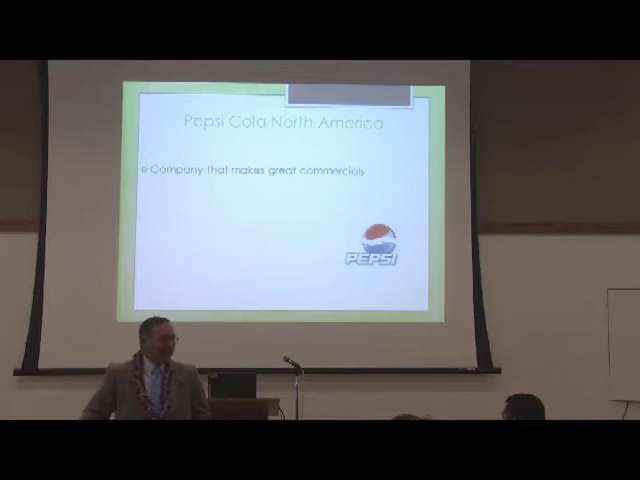 Pepsi Cola North America
Company that makes great commercials
PEPSI